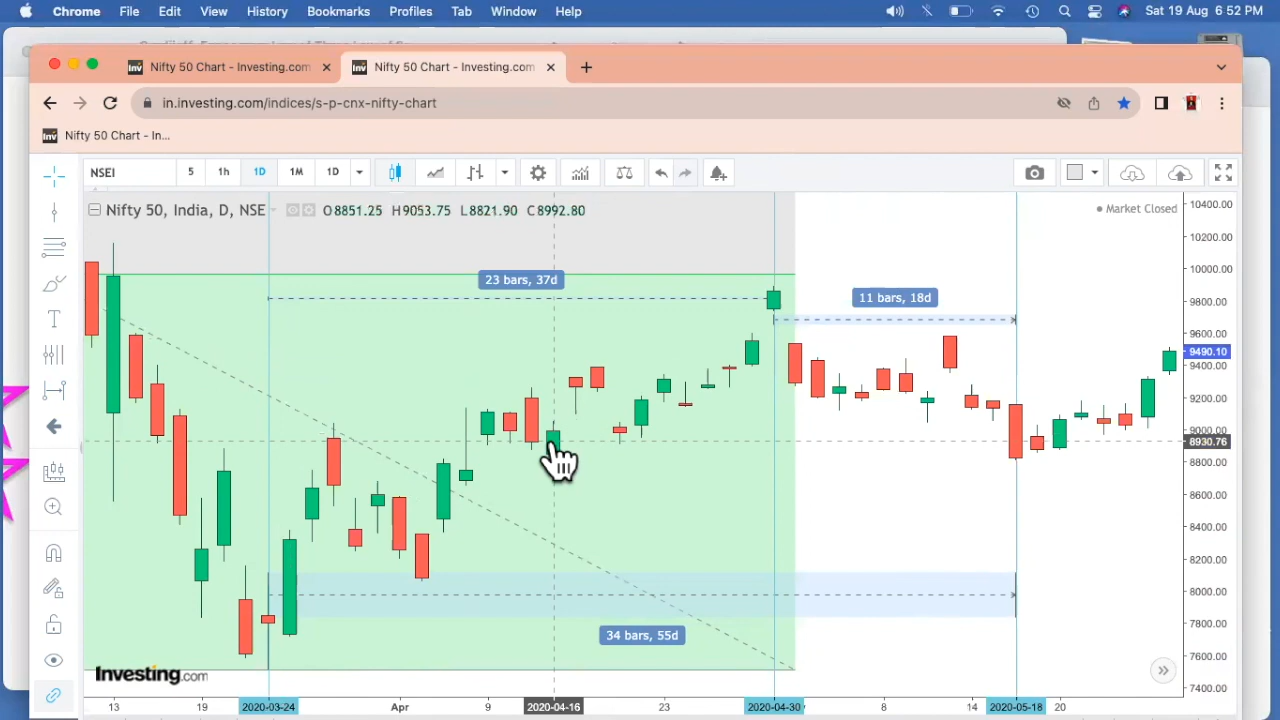 Chrome File Edit View History Bookmarks Profiles Tab Window Help Sat 19 Aug 6:52 PM
Nifty 50 Chart - Investing.com Nifty 50 Chart - Investing.com
in.investing.com/indices/s-p-cnx-nifty-chart
Inv Nifty 50 Chart - In...
NSEI 5 1h 1D 1M 1D
Nifty 50, India, D, NSE O8851.25 H9053.75 L8821.90 C8992.80
Market Closed
10400.00
10200.00
10000.00
23 bars, 37d
11 bars, 18d
9800.00
9600.00
9490.10
9400.00
9200.00
9000.00
8930.76
8800.00
8600.00
8400.00
8200.00
8000.00
7800.00
34 bars, 55d
7600.00
Investing.com
7400.00
13 19 2020-03-24 Apr 9 2020-04-16 23 2020-04-30 8 14 2020-05-18 20